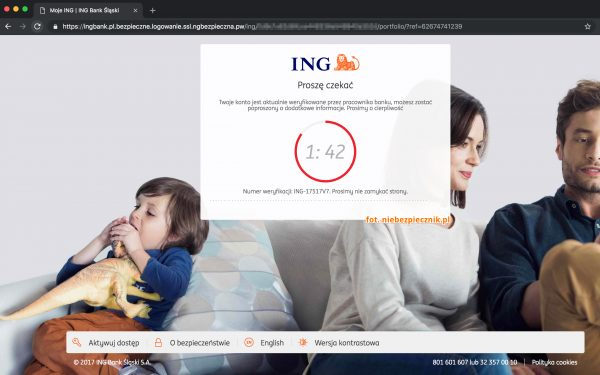 Moje ING | ING Bank Śląski
https://ingbank.pl.bezpieczne.logowanie.ssl.ngbezpieczna.pw/ing/
/portfolio/?ref=62674741239
ING
Proszę czekać
Twoje konto jest aktualnie weryfikowane przez pracownika banku, możesz zostać
poproszony o dodatkowe informacje. Prosimy o cierpliwość
1: 42
Numer weryfikacji: ING-17517V7. Prosimy nie zamykać strony.
fot. niebezpiecznik.pl
Aktywuj dostęp
O bezpieczeństwie
EN English
Wersja kontrastowa
© 2017 ING Bank Śląski S.A.
801 601 607 lub 32 357 00 10 | Polityka cookies